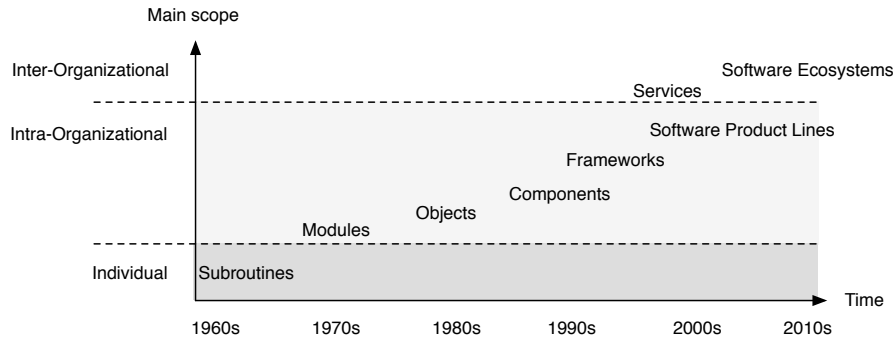 Main scope
Inter-Organizational
Software Ecosystems
Services
Intra-Organizational
Software Product Lines
Frameworks
Components
Objects
Modules
Individual
Subroutines
Time
1960s 1970s 1980s 1990s 2000s 2010s